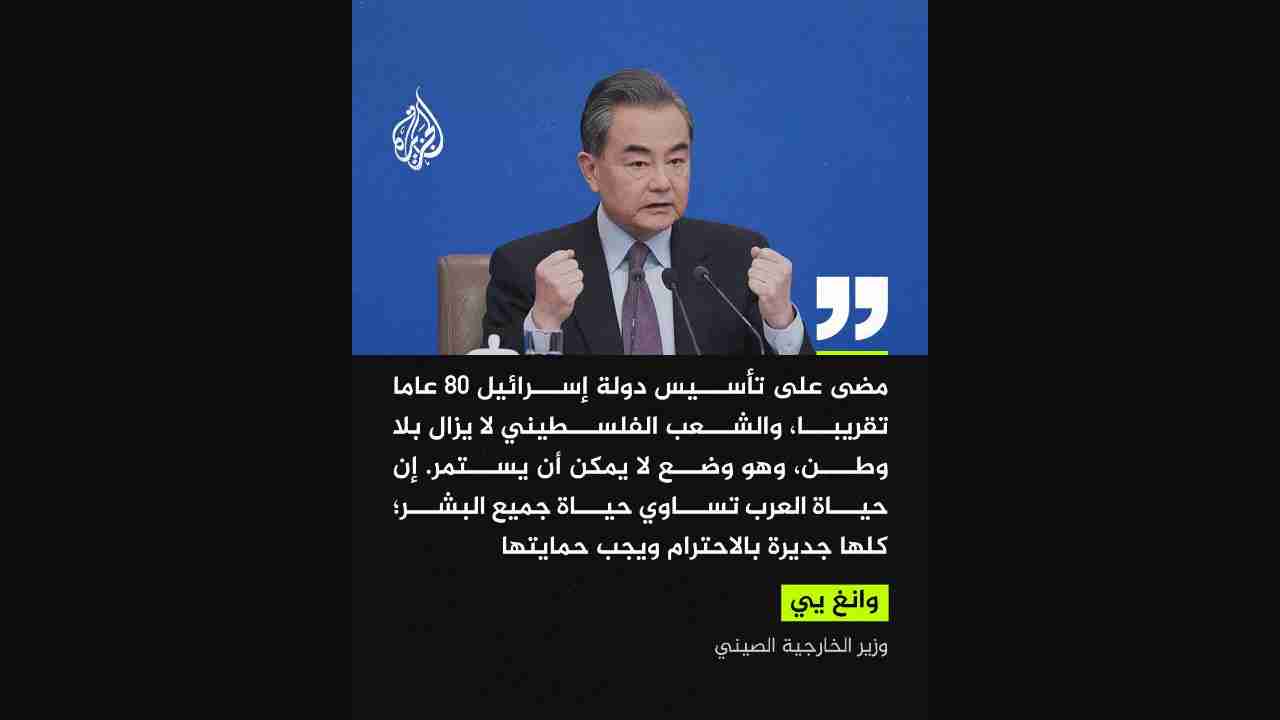 الجزيرة
مضى على تأسيس دولة إسرائيل 80 عاما
تقريبا، والشعب الفلسطيني لا يزال بلا
وطن، وهو وضع لا يمكن أن يستمر. إن
حياة العرب تساوي حياة جميع البشر؛
كلها جديرة بالاحترام ويجب حمايتها
وانغ يي
وزير الخارجية الصيني